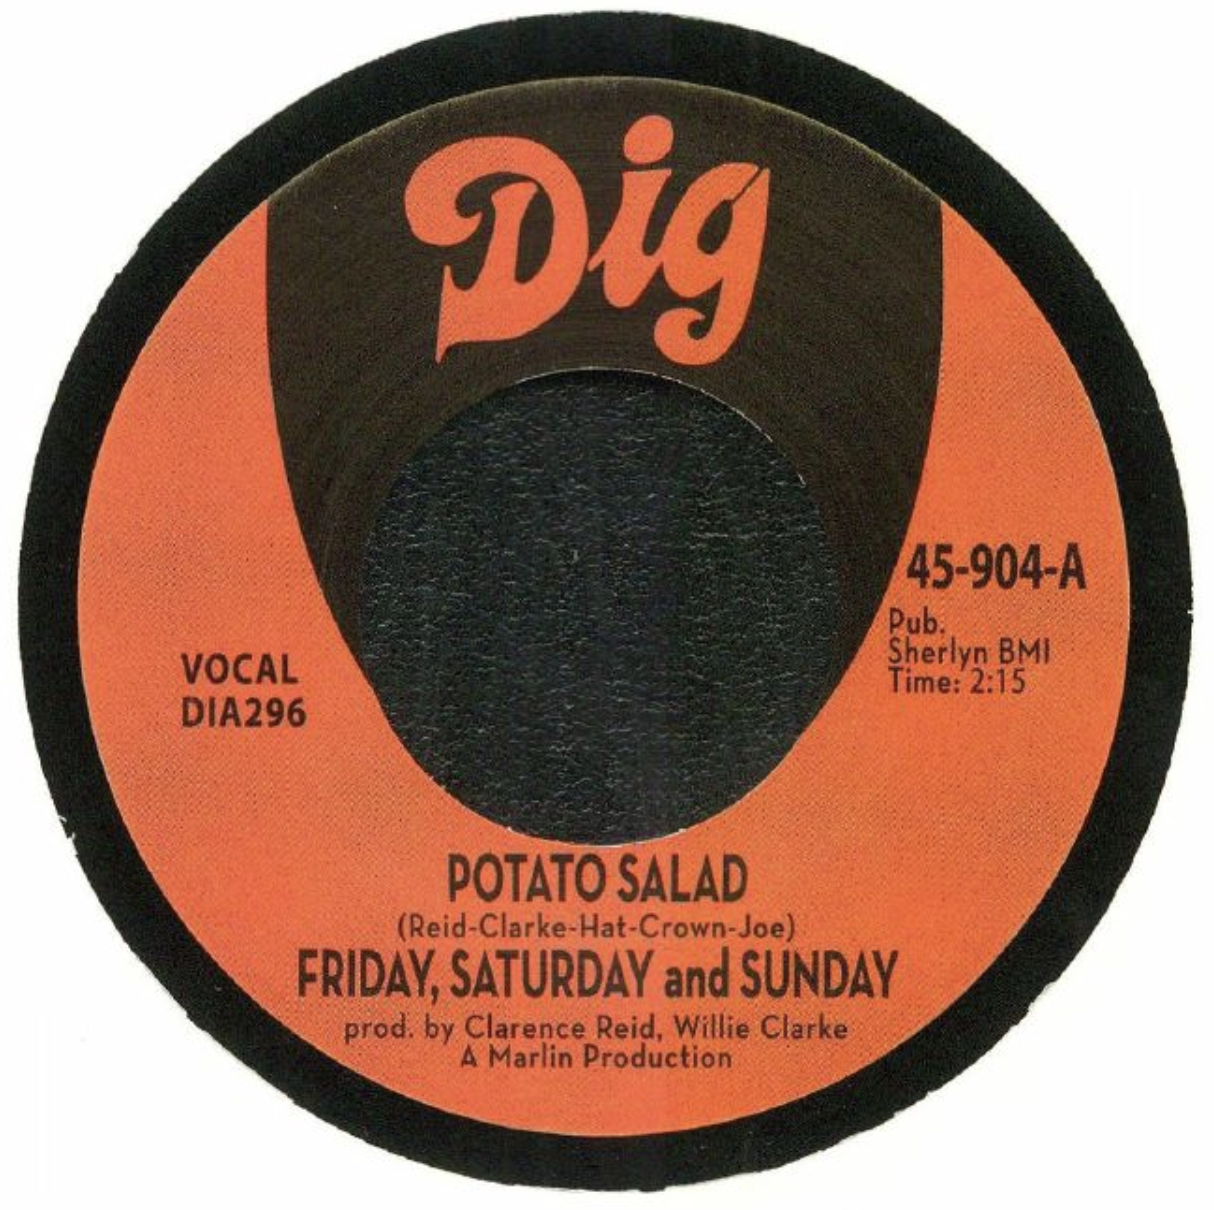 Dig
45-904-A
Pub.
Sherlyn BMI
Time: 2:15
VOCAL
DIA296
POTATO SALAD
(Reid-Clarke-Hat-Crown-Joe)
FRIDAY, SATURDAY and SUNDAY
prod. by Clarence Reid, Willie Clarke
A Marlin Production